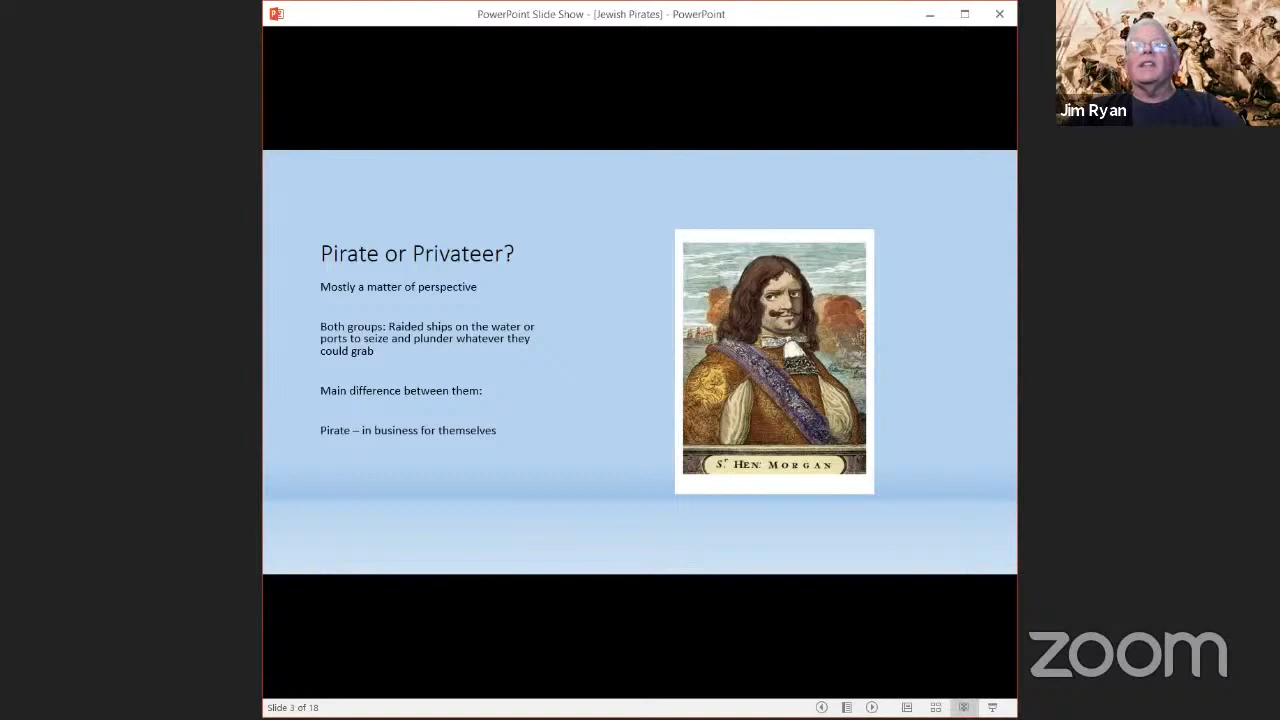 PowerPoint Slide Show - [Jewish Pirates] - PowerPoint
Jim Ryan
Pirate or Privateer?
Mostly a matter of perspective
Both groups: Raided ships on the water or
ports to seize and plunder whatever they
could grab
Main difference between them:
Pirate – in business for themselves
Sr HEN: MORGAN
zoom
Slide 3 of 18